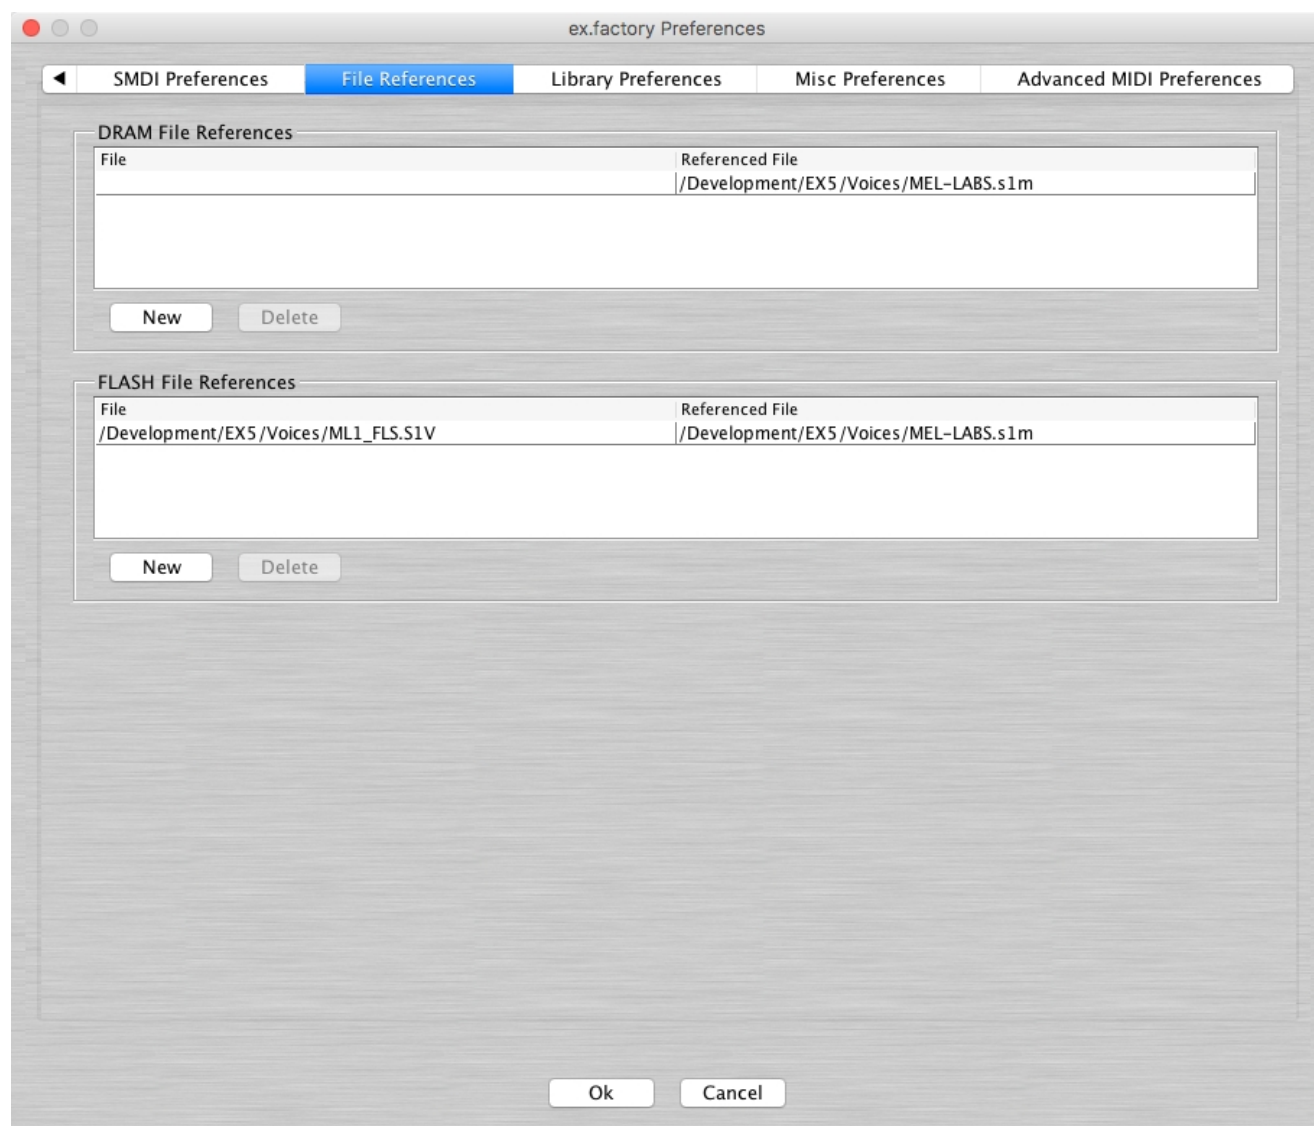 ex.factory Preferences
◀ SMDI Preferences File References Library Preferences Misc Preferences Advanced MIDI Preferences
DRAM File References
File Referenced File
/Development/EX5/Voices/MEL-LABS.s1m
New Delete
FLASH File References
File Referenced File
/Development/EX5/Voices/ML1_FLS.S1V /Development/EX5/Voices/MEL-LABS.s1m
New Delete
Ok Cancel